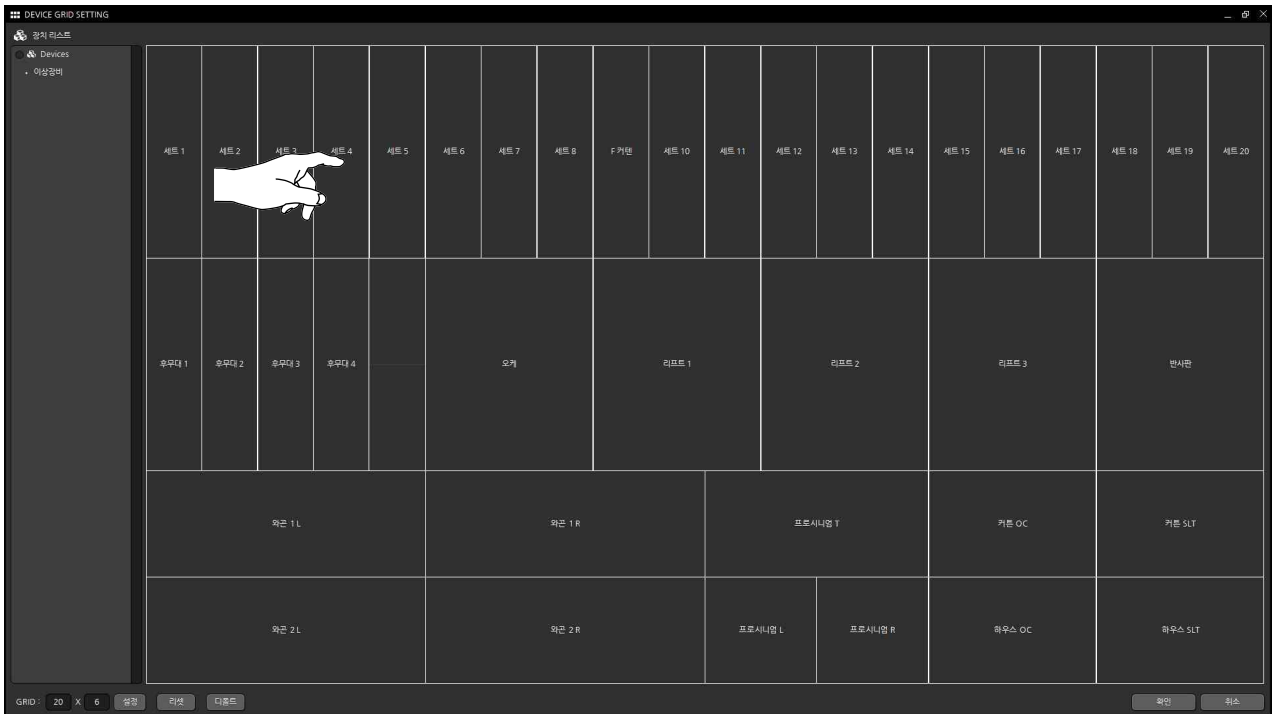 DEVICE GRID SETTING
장치 리스트
Devices
이상장비
세트 1 세트 2 세트 3 세트 4 세트 5 세트 6 세트 7 세트 8 F 커텐 세트 10 세트 11 세트 12 세트 13 세트 14 세트 15 세트 16 세트 17 세트 18 세트 19 세트 20
후무대 1 후무대 2 후무대 3 후무대 4 오케 리프트 1 리프트 2 리프트 3 반사판
와곤 1 L 와곤 1 R 프로시니엄 T 커튼 OC 커튼 SLT
와곤 2 L 와곤 2 R 프로시니엄 L 프로시니엄 R 하우스 OC 하우스 SLT
GRID : 20 X 6 설정 리셋 디폴트 확인 취소